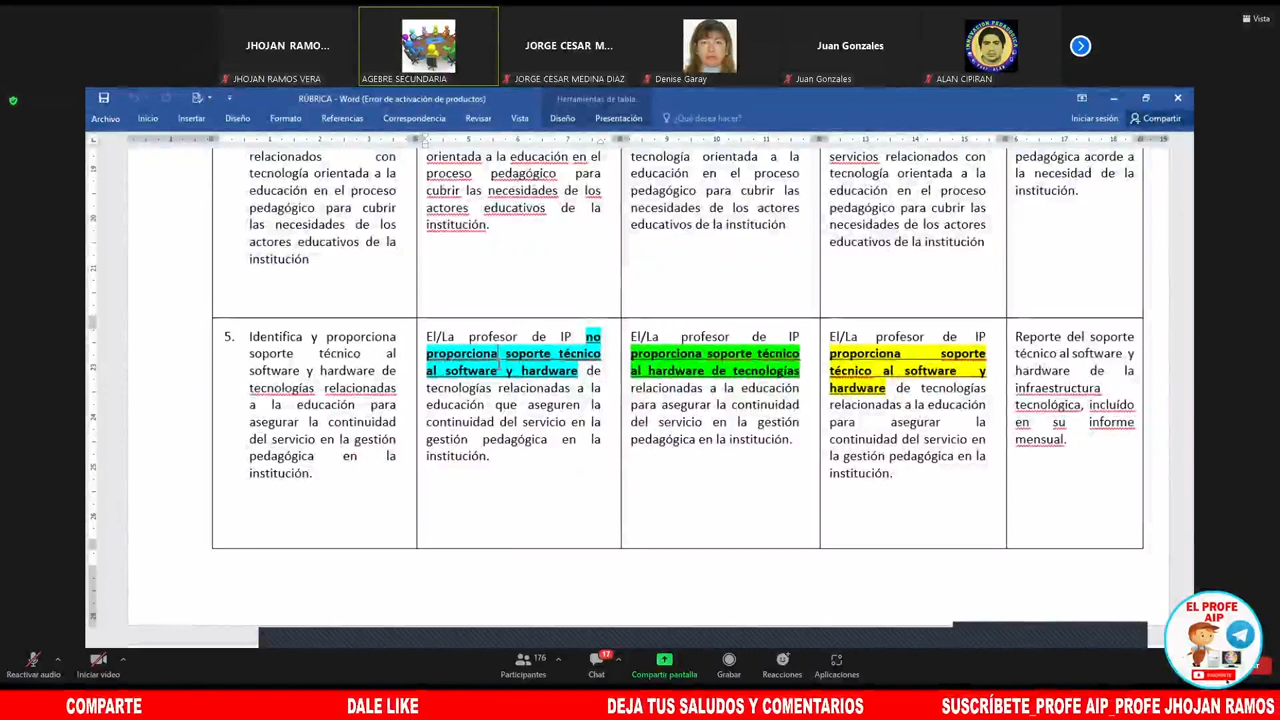 Vista
JHOJAN RAMO...
JORGE CESAR M...
Juan Gonzales
JHOJAN RAMOS VERA
AGEBRE SECUNDARIA
JORGE CESAR MEDINA DIAZ
Denise Garay
Juan Gonzales
ALAN CIPIRAN
RÚBRICA - Word (Error de activación de productos)
Herramientas de tabla
Archivo
Inicio
Insertar
Diseño
Formato
Referencias
Correspondencia
Revisar
Vista
Diseño
Presentación
¿Qué desea hacer?
Iniciar sesión
Compartir
relacionados con
tecnología orientada a la
educación en el proceso
pedagógico para cubrir
las necesidades de los
actores educativos de la
institución
orientada a la educación en el
proceso pedagógico para
cubrir las necesidades de los
actores educativos de la
institución.
tecnología orientada a la
educación en el proceso
pedagógico para cubrir las
necesidades de los actores
educativos de la institución
servicios relacionados con
tecnología orientada a la
educación en el proceso
pedagógico para cubrir las
necesidades de los actores
educativos de la institución
pedagógica acorde a
la necesidad de la
institución.
5. Identifica y proporciona
soporte técnico al
software y hardware de
tecnologías relacionadas
a la educación para
asegurar la continuidad
del servicio en la gestión
pedagógica en la
institución.
El/La profesor de IP no
proporciona soporte técnico
al software y hardware de
tecnologías relacionadas a la
educación que aseguren la
continuidad del servicio en la
gestión pedagógica en la
institución.
El/La profesor de IP
proporciona soporte técnico
al hardware de tecnologías
relacionadas a la educación
para asegurar la continuidad
del servicio en la gestión
pedagógica en la institución.
El/La profesor de IP
proporciona soporte
técnico al software y
hardware de tecnologías
relacionadas a la educación
para asegurar la
continuidad del servicio en
la gestión pedagógica en la
institución.
Reporte del soporte
técnico al software y
hardware de la
infraestructura
tecnológica, incluído
en su informe
mensual.
EL PROFE
AIP
Reactivar audio
Iniciar video
176
Participantes
17
Chat
Compartir pantalla
Grabar
Reacciones
Aplicaciones
COMPARTE
DALE LIKE
DEJA TUS SALUDOS Y COMENTARIOS
SUSCRÍBETE_PROFE AIP_PROFE JHOJAN RAMOS